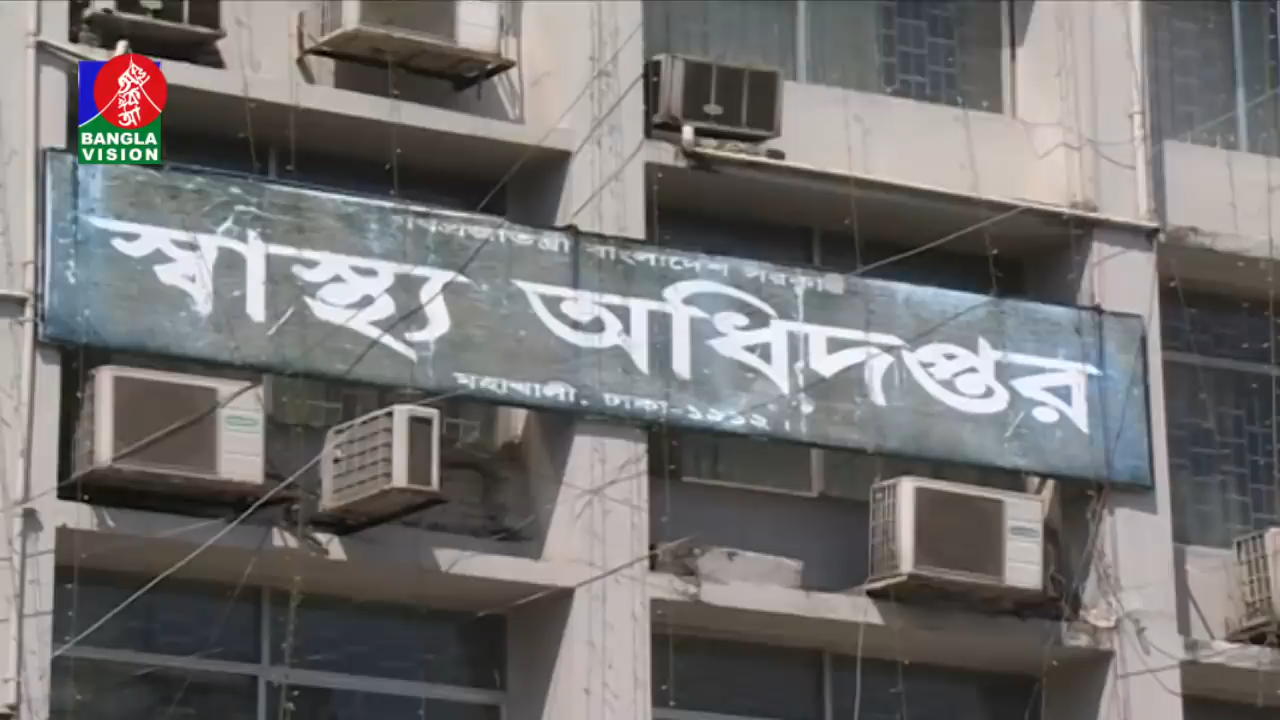 BANGLA
VISION
গণপ্রজাতন্ত্রী বাংলাদেশ সরকার
স্বাস্থ্য অধিদপ্তর
মহাখালী, ঢাকা-১২১২।